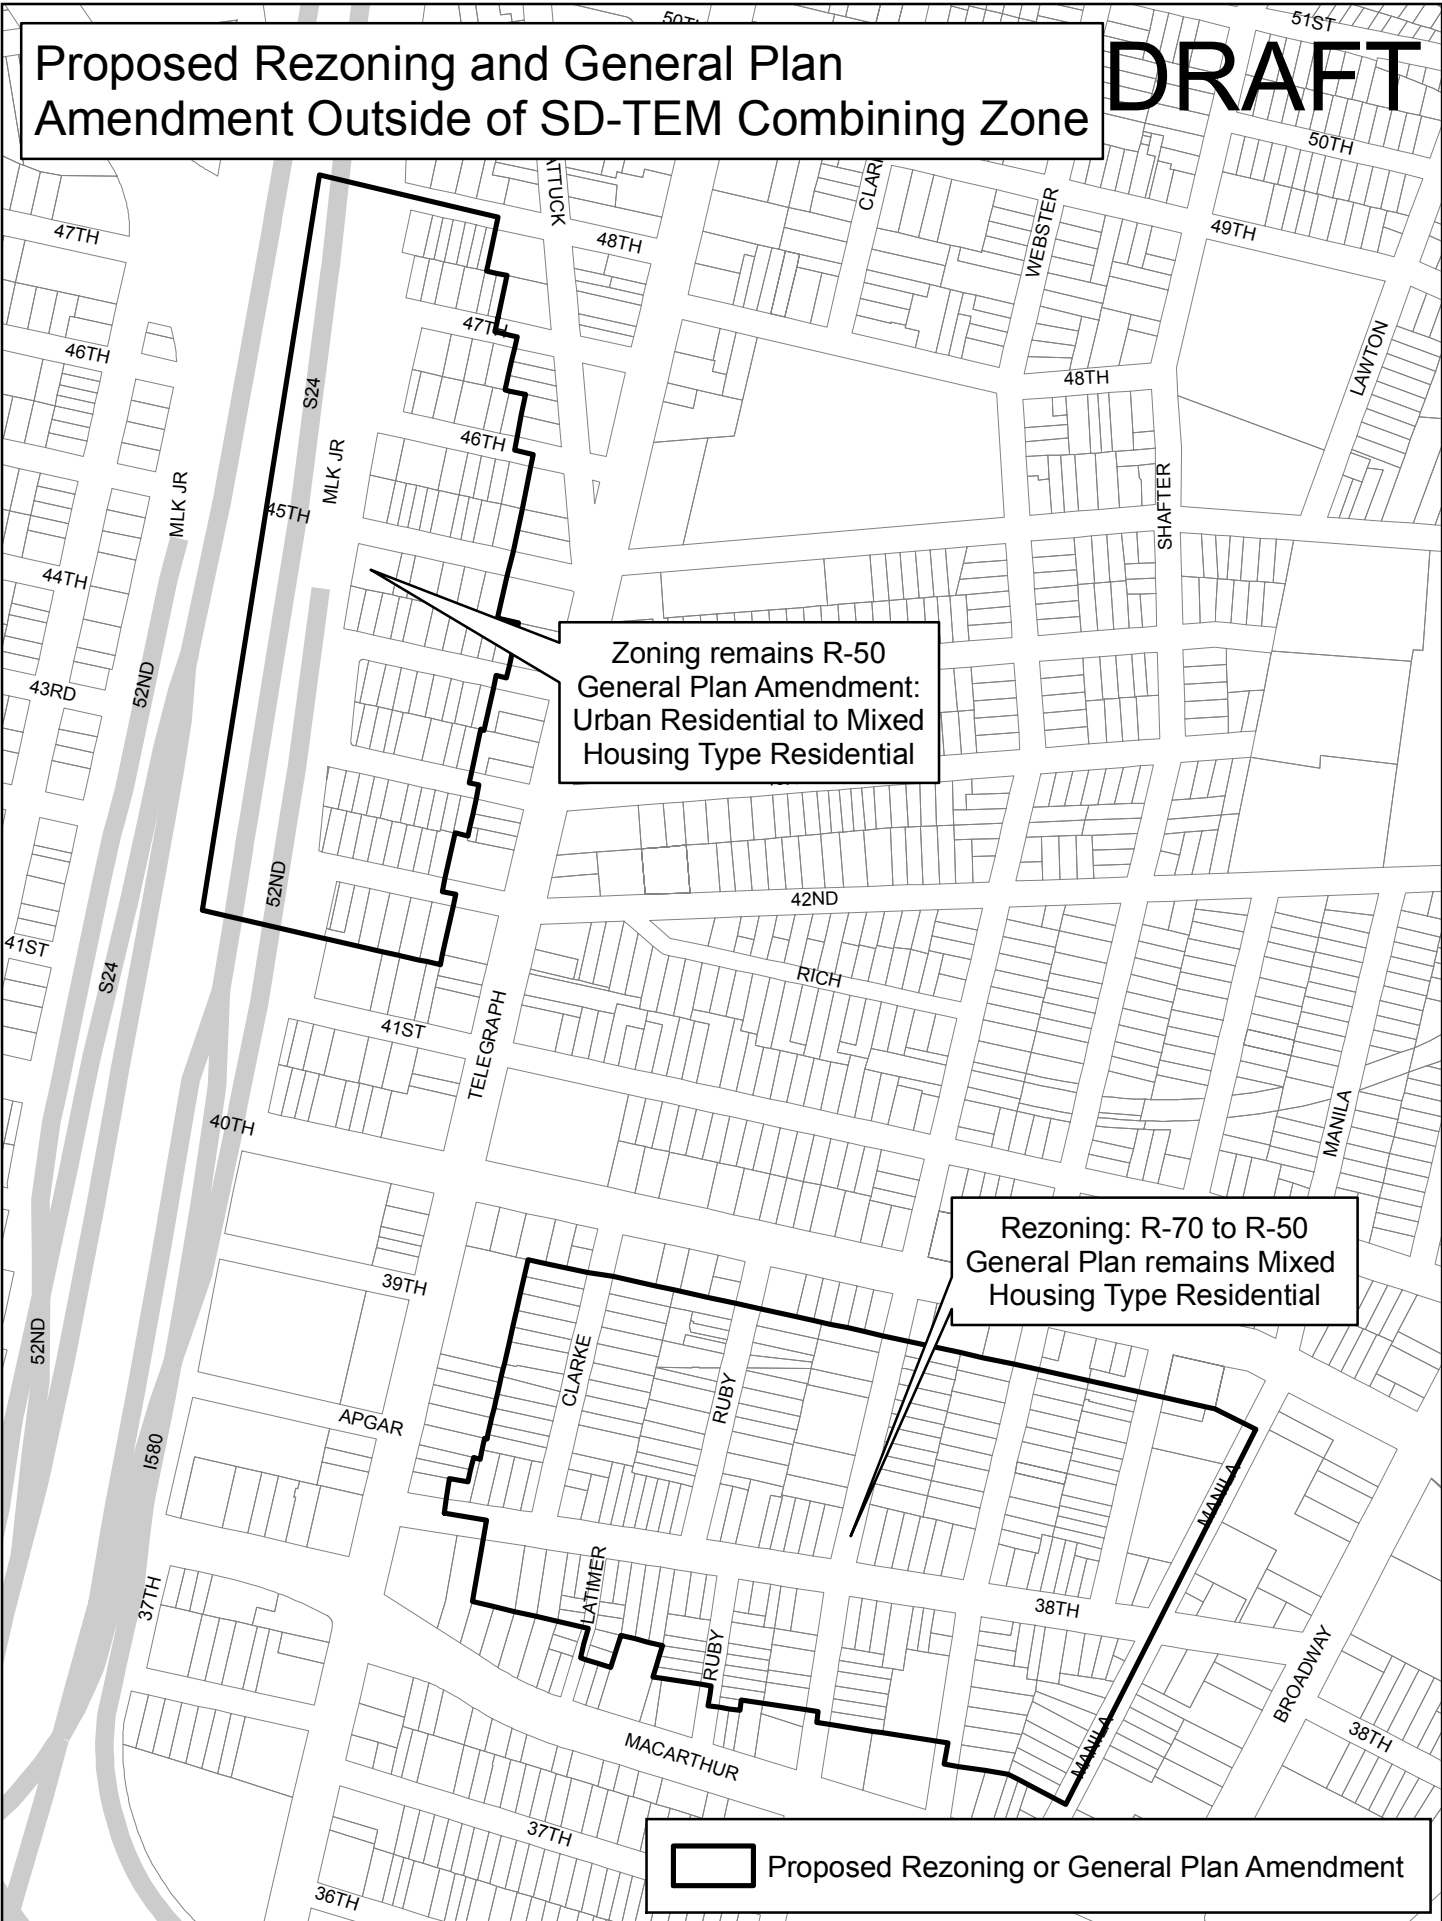 Proposed Rezoning and General Plan
Amendment Outside of SD-TEM Combining Zone
DRAFT
51ST
50TH
CLAR
WEBSTER
49TH
47TH
48TH
LAWTON
47TH
46TH
48TH
S24
46TH
MLK JR
MLK JR
45TH
SHAFTER
44TH
Zoning remains R-50
General Plan Amendment:
Urban Residential to Mixed
Housing Type Residential
52ND
43RD
52ND
42ND
41ST
S24
RICH
41ST
TELEGRAPH
40TH
MANILA
Rezoning: R-70 to R-50
General Plan remains Mixed
Housing Type Residential
39TH
52ND
CLARKE
RUBY
APGAR
I580
MANILA
37TH
LATIMER
38TH
RUBY
BROADWAY
38TH
MACARTHUR
MANILA
37TH
36TH
Proposed Rezoning or General Plan Amendment